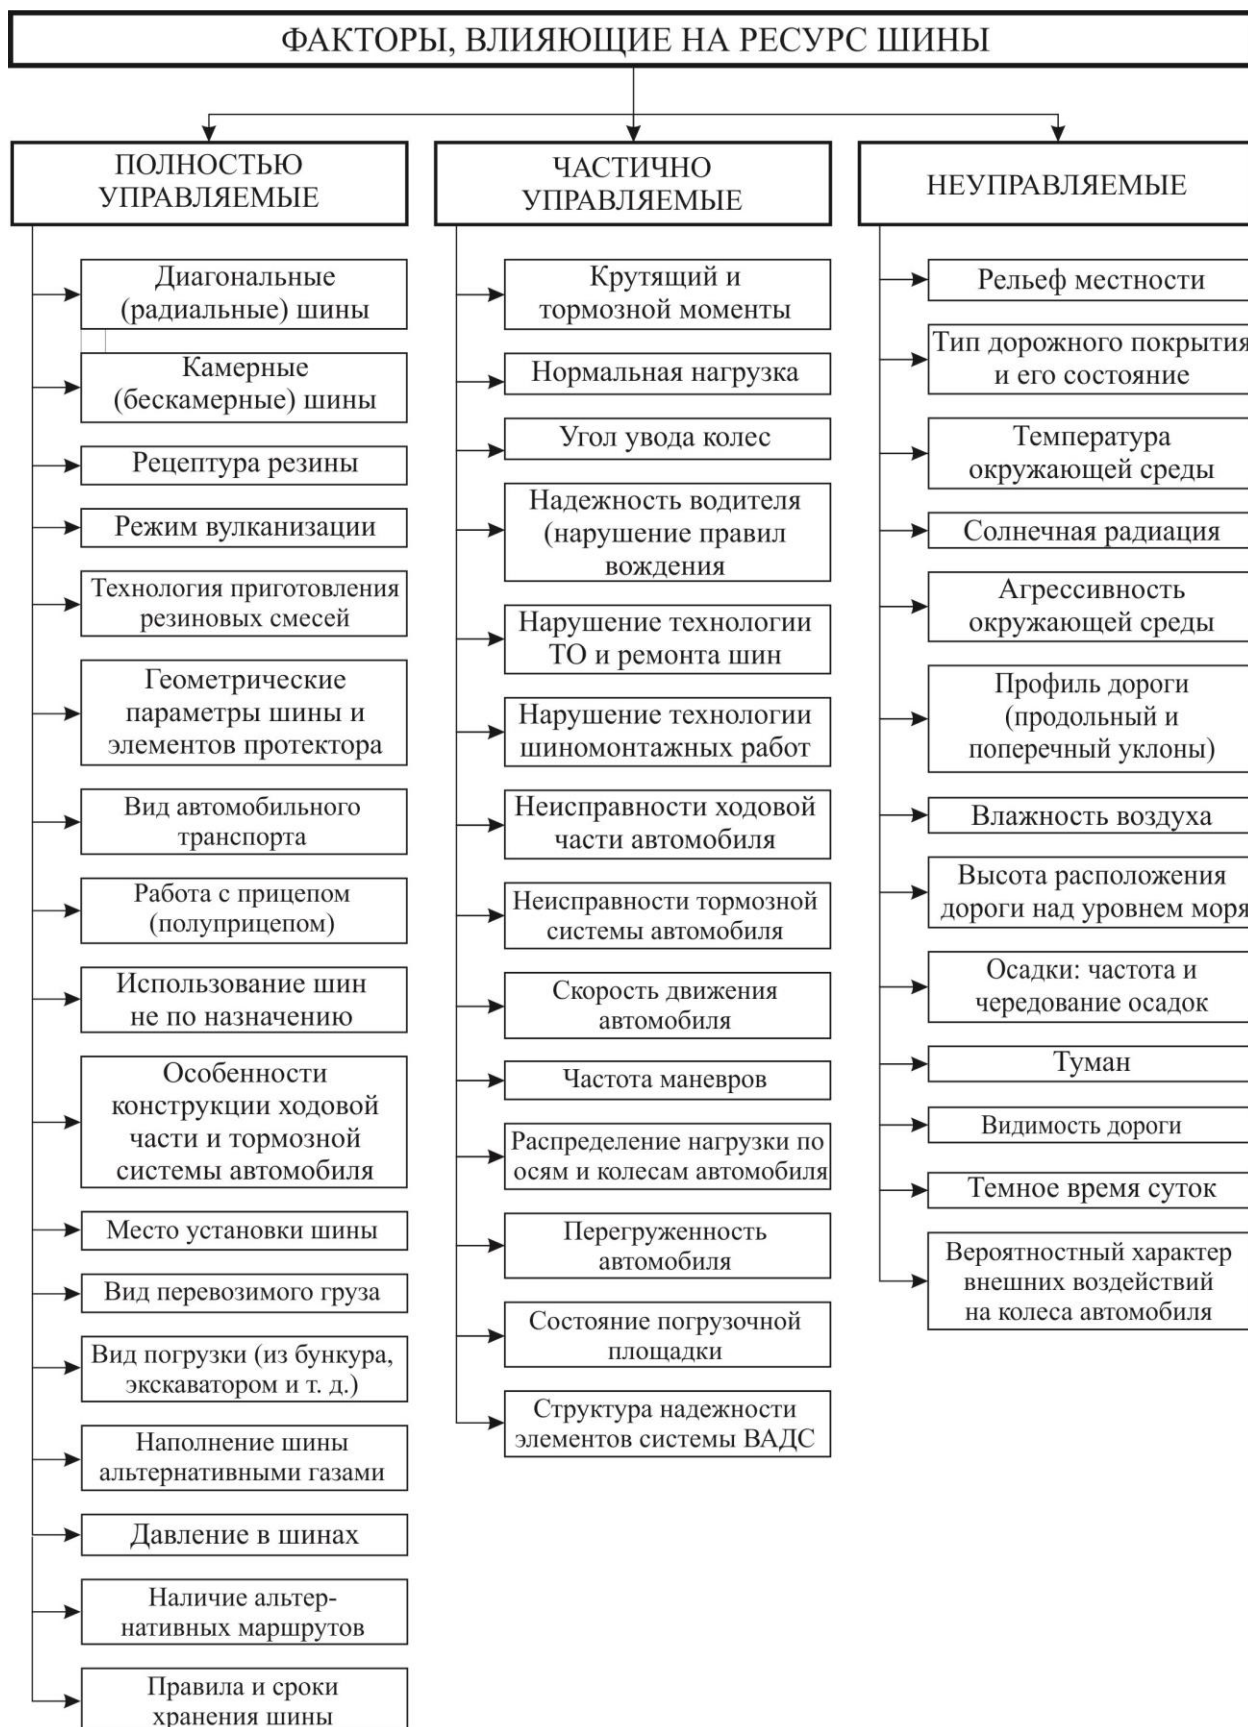 ФАКТОРЫ, ВЛИЯЮЩИЕ НА РЕСУРС ШИНЫ
ПОЛНОСТЬЮ
УПРАВЛЯЕМЫЕ
Диагональные
(радиальные) шины
Камерные
(бескамерные) шины
Рецептура резины
Режим вулканизации
Технология приготовления
резиновых смесей
Геометрические
параметры шины и
элементов протектора
Вид автомобильного
транспорта
Работа с прицепом
(полуприцепом)
Использование шин
не по назначению
Особенности
конструкции ходовой
части и тормозной
системы автомобиля
Место установки шины
Вид перевозимого груза
Вид погрузки (из бункура,
экскаватором и т. д.)
Наполнение шины
альтернативными газами
Давление в шинах
Наличие альтер-
нативных маршрутов
Правила и сроки
хранения шины
ЧАСТИЧНО
УПРАВЛЯЕМЫЕ
Крутящий и
тормозной моменты
Нормальная нагрузка
Угол увода колес
Надежность водителя
(нарушение правил
вождения
Нарушение технологии
ТО и ремонта шин
Нарушение технологии
шиномонтажных работ
Неисправности ходовой
части автомобиля
Неисправности тормозной
системы автомобиля
Скорость движения
автомобиля
Частота маневров
Распределение нагрузки по
осям и колесам автомобиля
Перегруженность
автомобиля
Состояние погрузочной
площадки
Структура надежности
элементов системы ВАДС
НЕУПРАВЛЯЕМЫЕ
Рельеф местности
Тип дорожного покрытия
и его состояние
Температура
окружающей среды
Солнечная радиация
Агрессивность
окружающей среды
Профиль дороги
(продольный и
поперечный уклоны)
Влажность воздуха
Высота расположения
дороги над уровнем моря
Осадки: частота и
чередование осадок
Туман
Видимость дороги
Темное время суток
Вероятностный характер
внешних воздействий
на колеса автомобиля